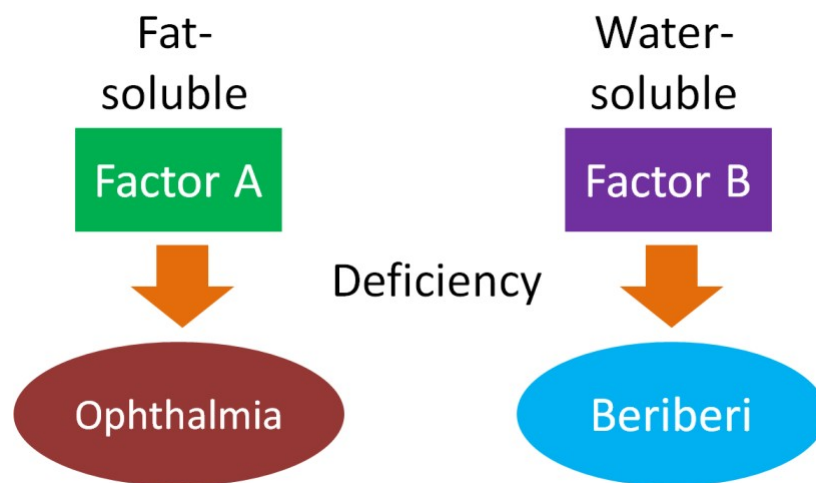 Fat-
soluble
Water-
soluble
Factor A
Factor B
Deficiency
Ophthalmia
Beriberi